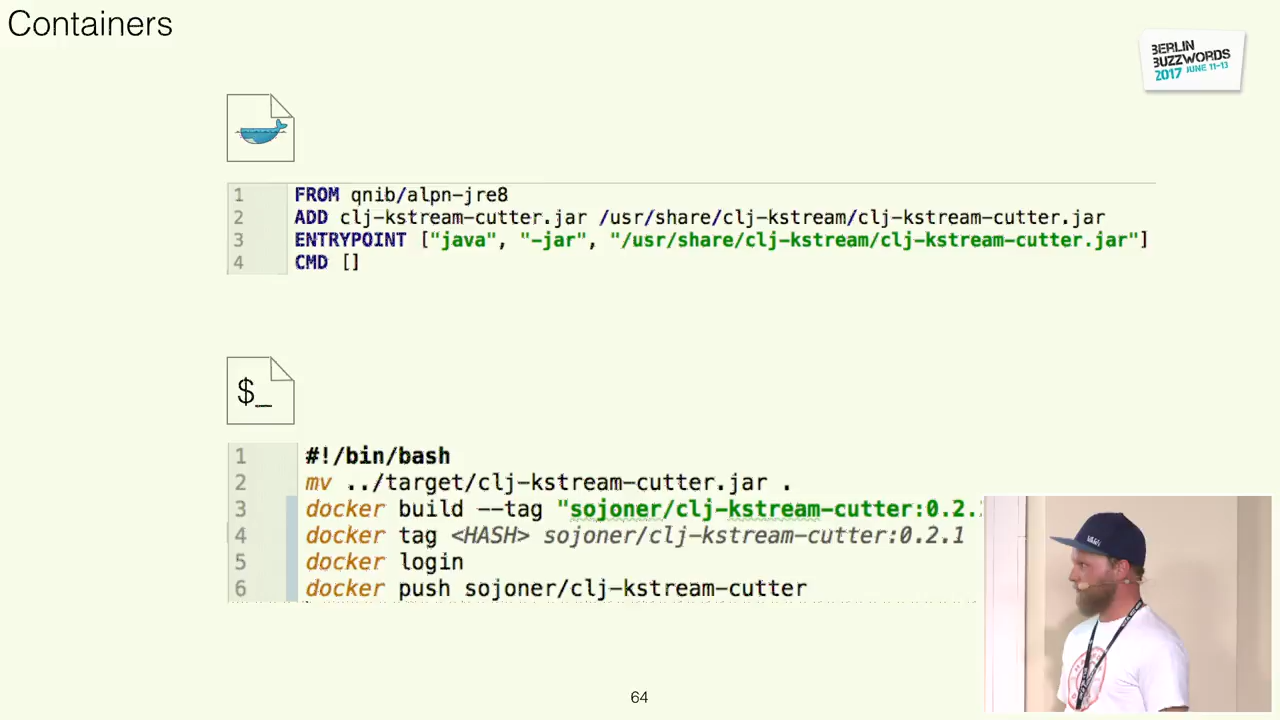 Containers
BERLIN
BUZZWORDS
2017 JUNE 11-13
1 FROM qnib/alpn-jre8
2 ADD clj-kstream-cutter.jar /usr/share/clj-kstream/clj-kstream-cutter.jar
3 ENTRYPOINT ["java", "-jar", "/usr/share/clj-kstream/clj-kstream-cutter.jar"]
4 CMD []
$_
1 #!/bin/bash
2 mv ../target/clj-kstream-cutter.jar .
3 docker build --tag "sojoner/clj-kstream-cutter:0.2.
4 docker tag <HASH> sojoner/clj-kstream-cutter:0.2.1
5 docker login
6 docker push sojoner/clj-kstream-cutter
64